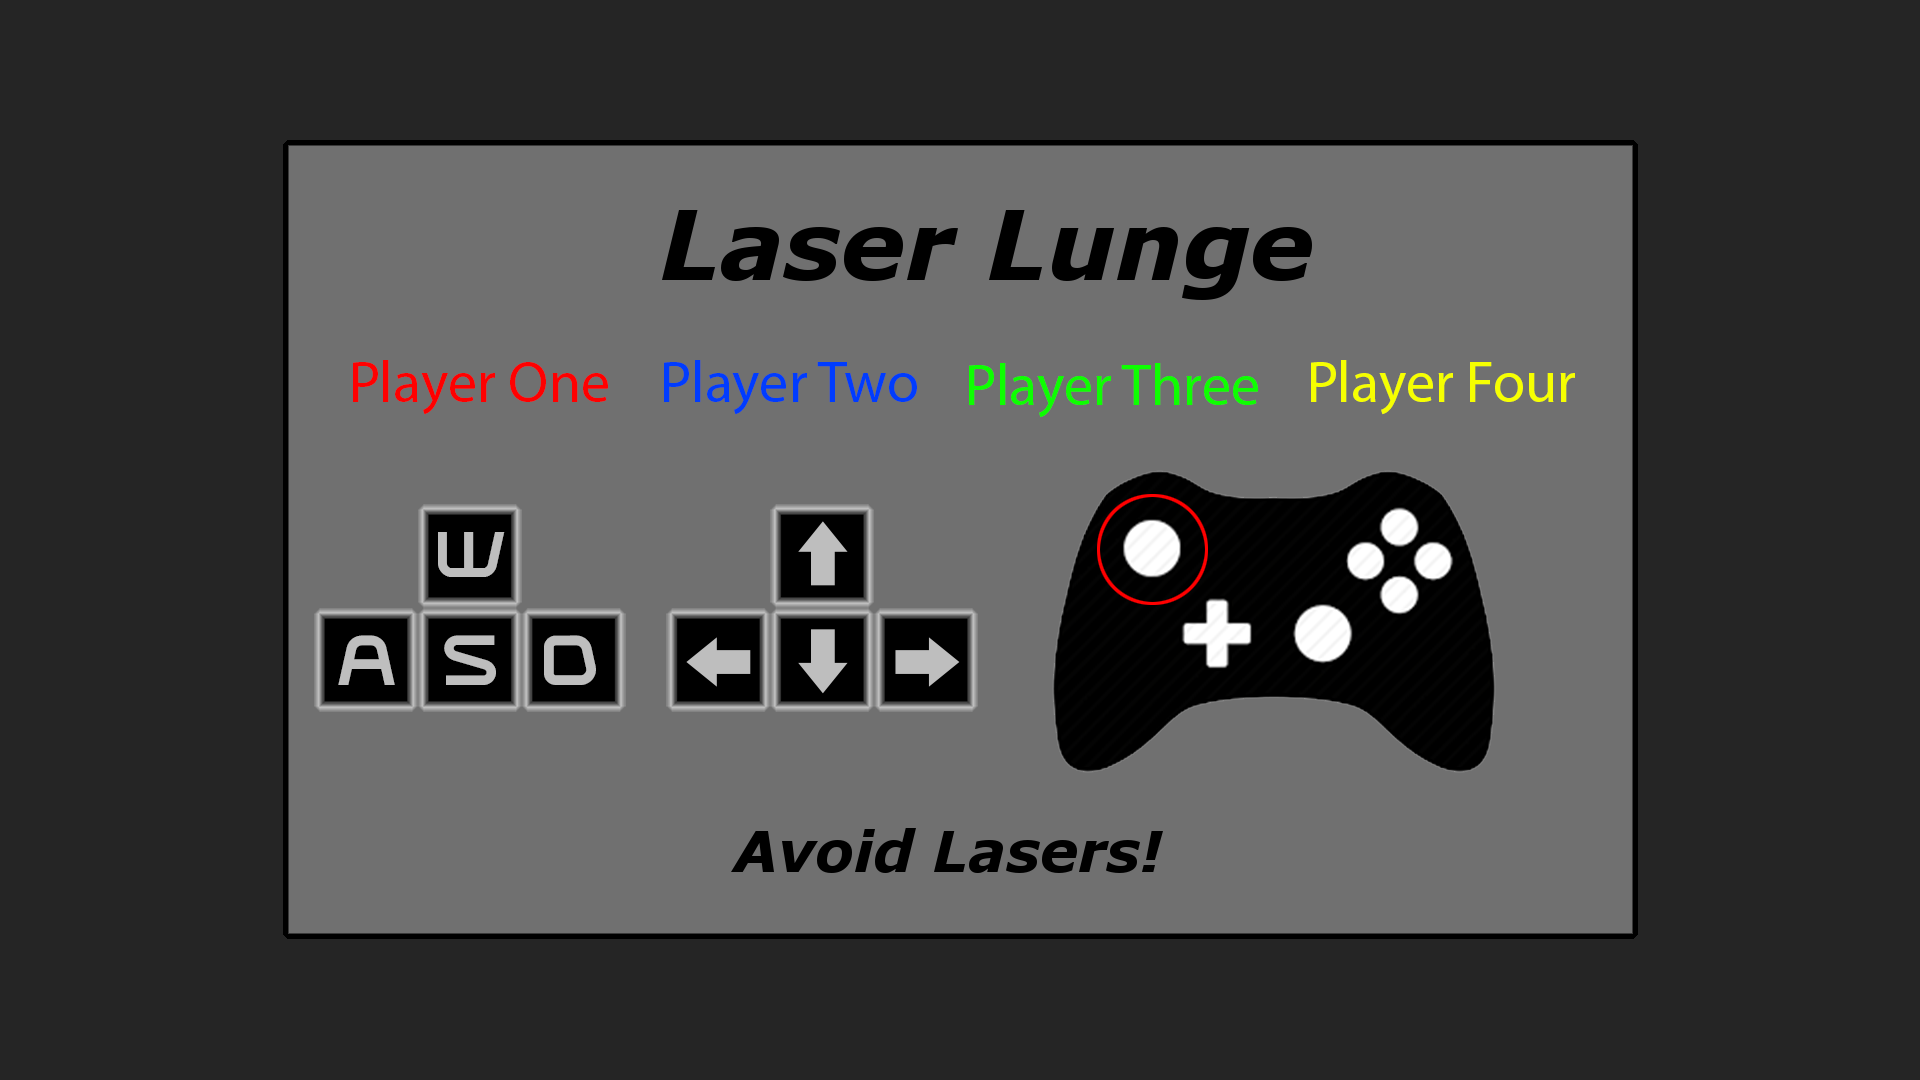 Laser Lunge
Player One Player Two Player Three Player Four
W
A S D
Avoid Lasers!